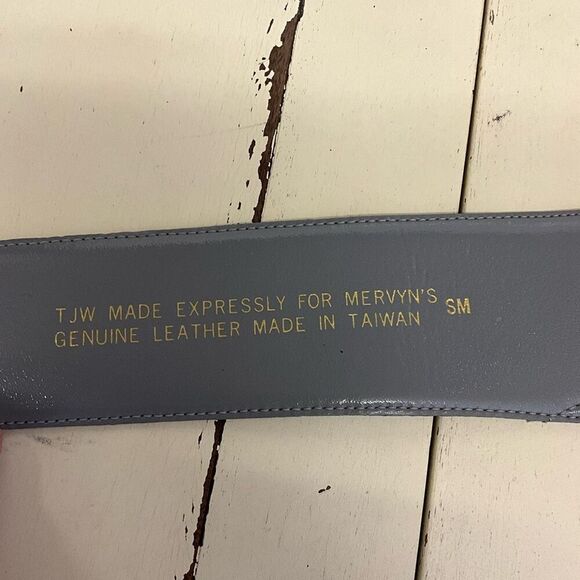 TJW MADE EXPRESSLY FOR MERVYN'S SM
GENUINE LEATHER MADE IN TAIWAN